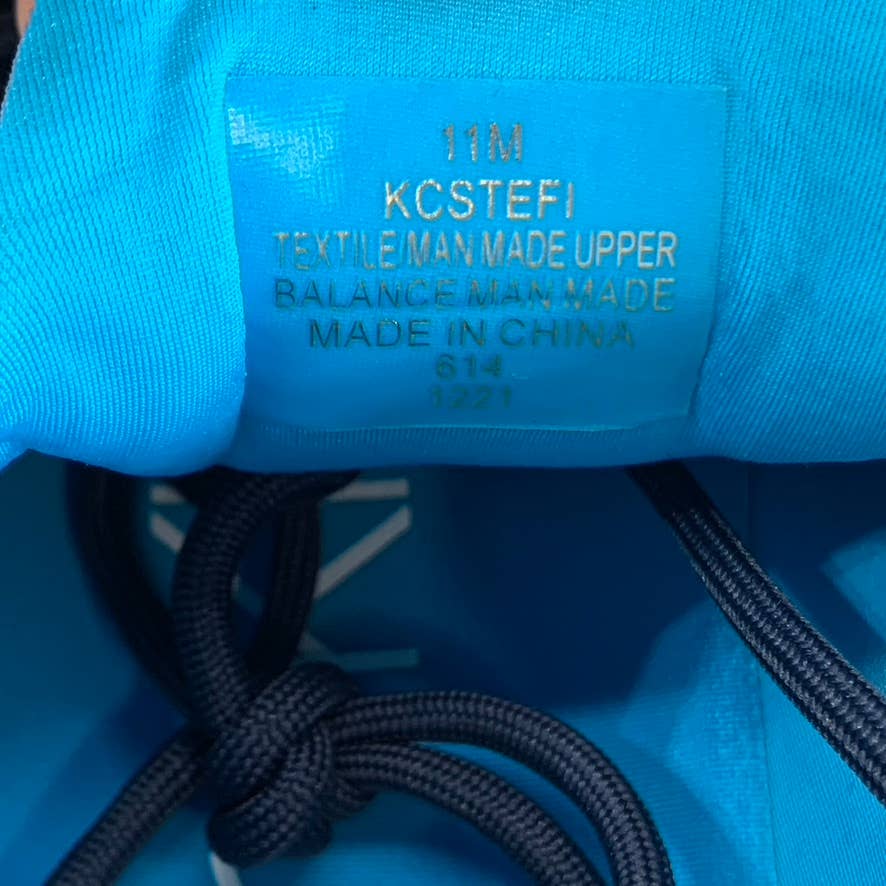 11M
KCSTEFI
TEXTILE/MAN MADE UPPER
BALANCE MAN MADE
MADE IN CHINA
614
1221